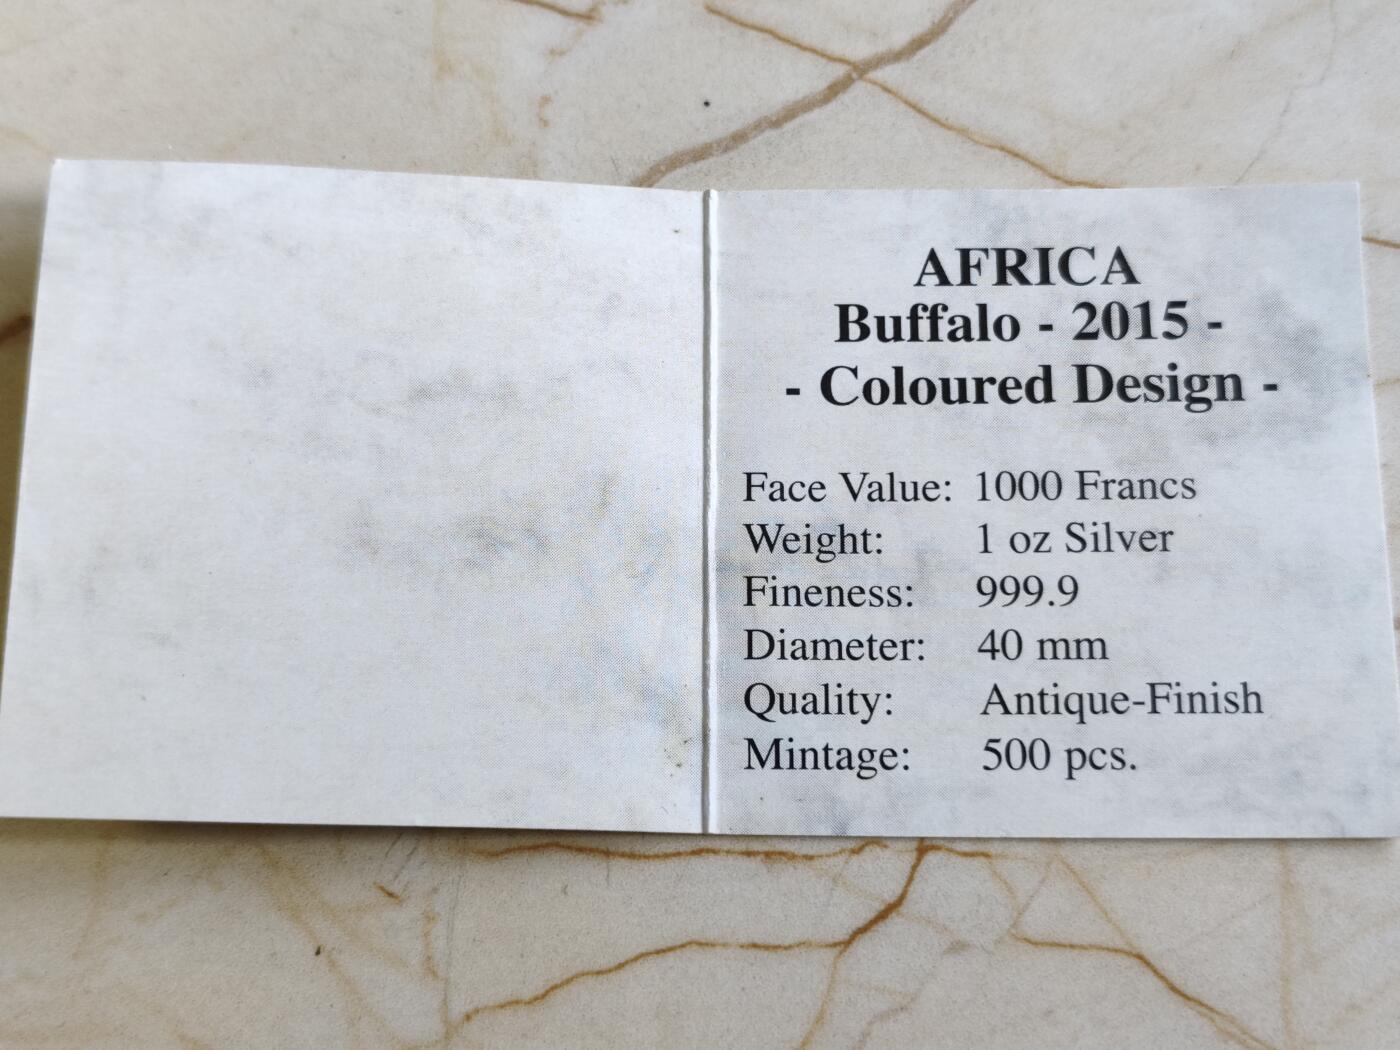 AFRICA
Buffalo - 2015 -
- Coloured Design -
Face Value: 1000 Francs
Weight: 1 oz Silver
Fineness: 999.9
Diameter: 40 mm
Quality: Antique-Finish
Mintage: 500 pcs.